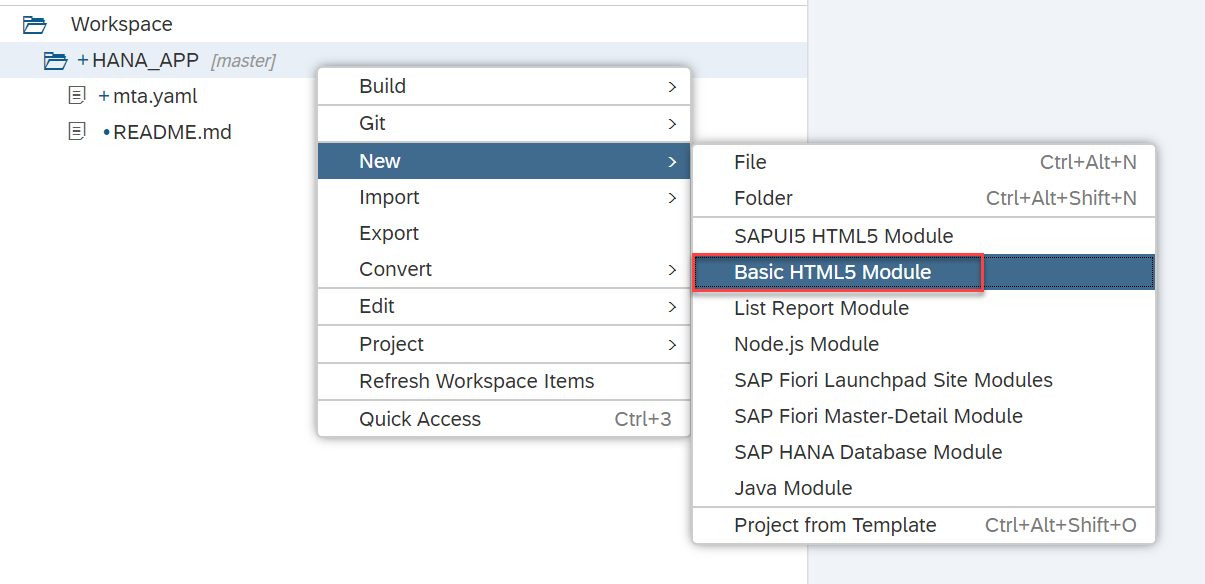 Workspace
+HANA_APP [master]
+mta.yaml
•README.md
Build >
Git >
New >
Import >
Export
Convert >
Edit >
Project >
Refresh Workspace Items
Quick Access Ctrl+3
File Ctrl+Alt+N
Folder Ctrl+Alt+Shift+N
SAPUI5 HTML5 Module
Basic HTML5 Module
List Report Module
Node.js Module
SAP Fiori Launchpad Site Modules
SAP Fiori Master-Detail Module
SAP HANA Database Module
Java Module
Project from Template Ctrl+Alt+Shift+O